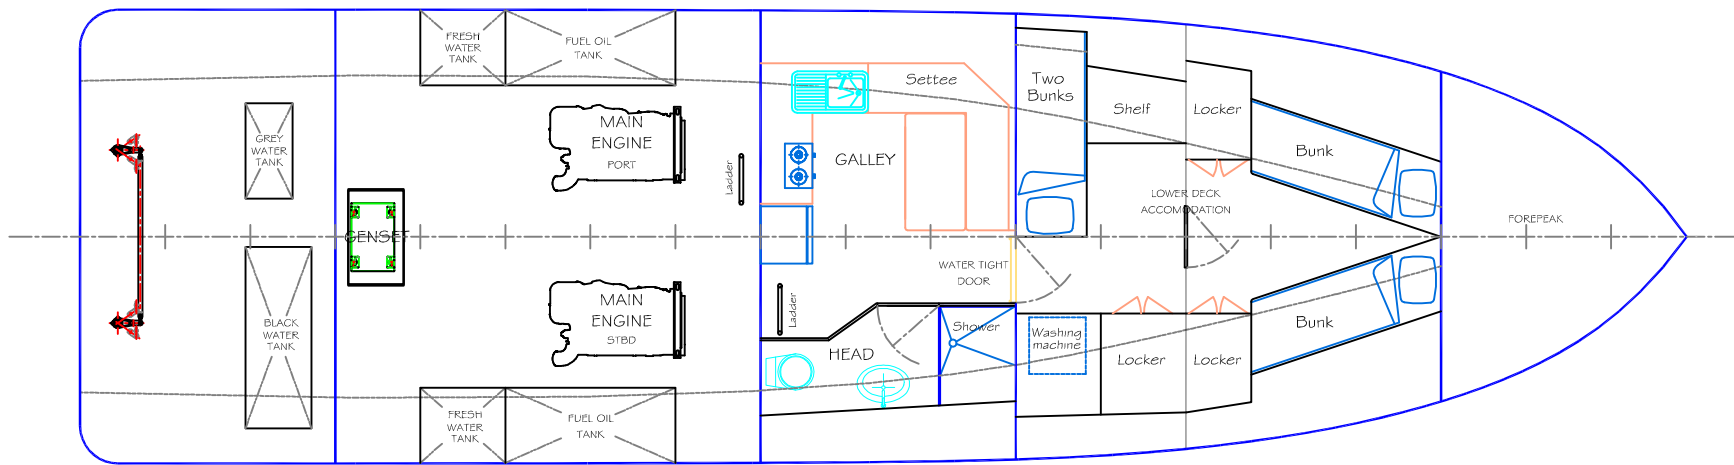 FRESH
WATER
TANK
FUEL OIL
TANK
GREY
WATER
TANK
BLACK
WATER
TANK
GENSET
MAIN
ENGINE
PORT
MAIN
ENGINE
STBD
FRESH
WATER
TANK
FUEL OIL
TANK
Ladder
Ladder
Settee
GALLEY
WATER TIGHT
DOOR
HEAD
Shower
Two
Bunks
Shelf
Locker
LOWER DECK
ACCOMODATION
Washing
machine
Locker
Locker
Bunk
Bunk
FOREPEAK